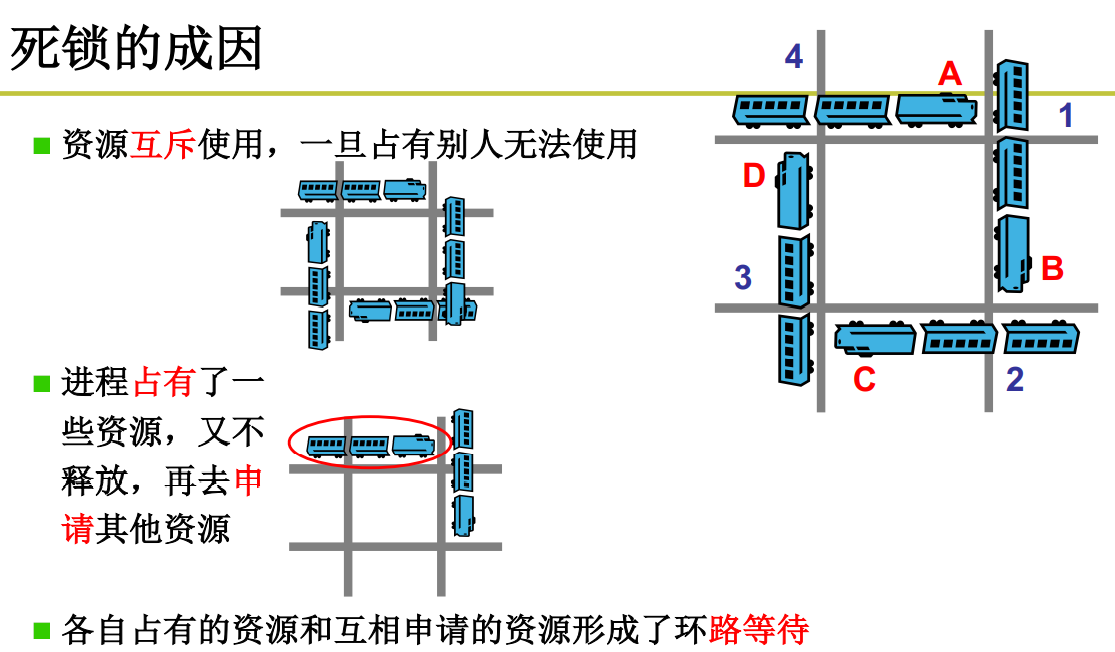 死锁的成因
资源互斥使用，一旦占有别人无法使用
进程占有了一
些资源，又不
释放，再去申
请其他资源
各自占有的资源和互相申请的资源形成了环路等待
4
A
1
D
3
B
C
2